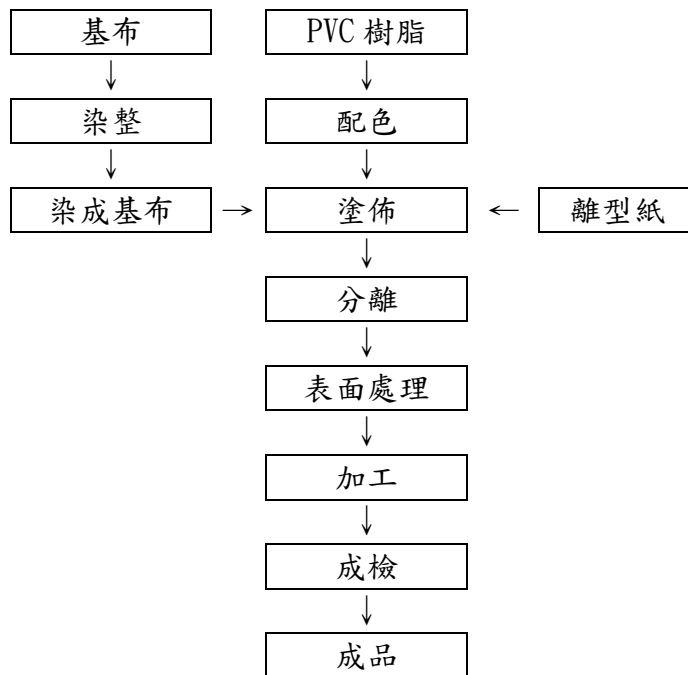 基布 PVC 樹脂
↓ ↓
染整 配色
↓ ↓
染成基布 → 塗佈 ← 離型紙
↓
分離
↓
表面處理
↓
加工
↓
成檢
↓
成品